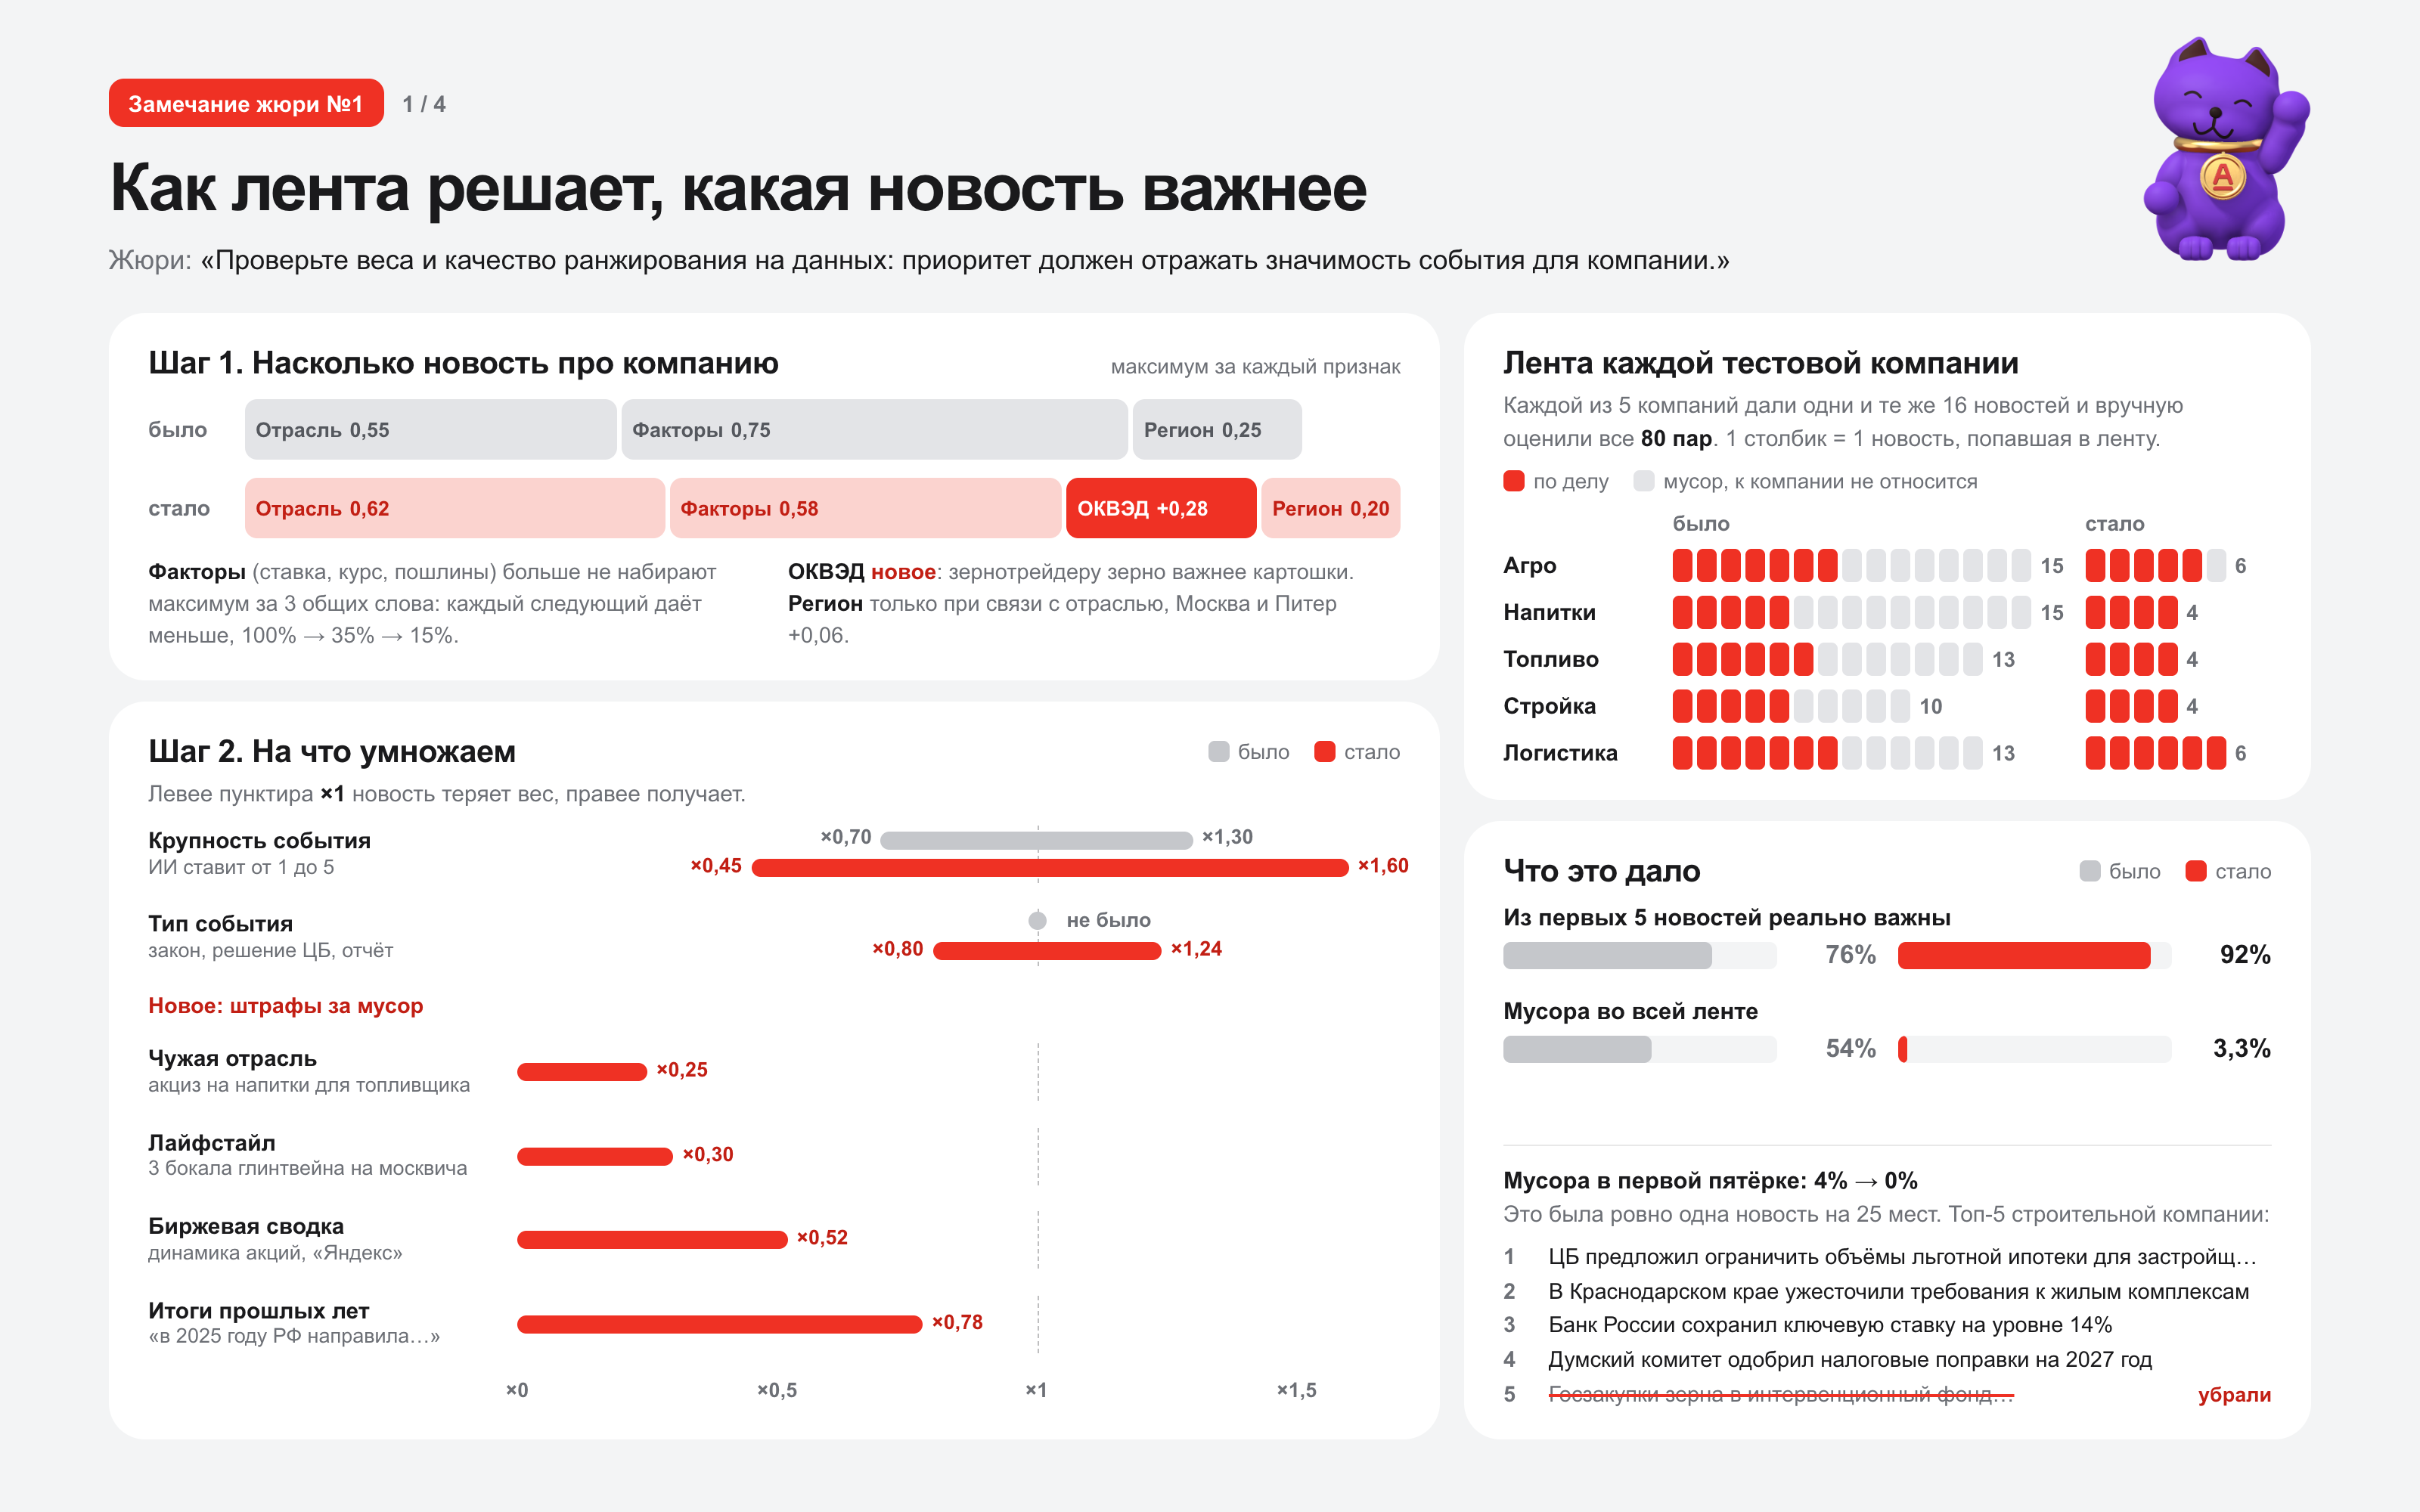 Замечание жюри №1
1 / 4
Как лента решает, какая новость важнее
Жюри: «Проверьте веса и качество ранжирования на данных: приоритет должен отражать значимость события для компании.»
Шаг 1. Насколько новость про компанию
максимум за каждый признак
было
Отрасль 0,55
Факторы 0,75
Регион 0,25
стало
Отрасль 0,62
Факторы 0,58
ОКВЭД +0,28
Регион 0,20
Факторы (ставка, курс, пошлины) больше не набирают
максимум за 3 общих слова: каждый следующий даёт
меньше, 100% → 35% → 15%.
ОКВЭД новое: зернотрейдеру зерно важнее картошки.
Регион только при связи с отраслью, Москва и Питер
+0,06.
Шаг 2. На что умножаем
было
стало
Левее пунктира ×1 новость теряет вес, правее получает.
Крупность события
ИИ ставит от 1 до 5
×0,70
×1,30
×0,45
×1,60
Тип события
закон, решение ЦБ, отчёт
не было
×0,80
×1,24
Новое: штрафы за мусор
Чужая отрасль
акциз на напитки для топливщика
×0,25
Лайфстайл
3 бокала глинтвейна на москвича
×0,30
Биржевая сводка
динамика акций, «Яндекс»
×0,52
Итоги прошлых лет
«в 2025 году РФ направила…»
×0,78
×0
×0,5
×1
×1,5
Лента каждой тестовой компании
Каждой из 5 компаний дали одни и те же 16 новостей и вручную
оценили все 80 пар. 1 столбик = 1 новость, попавшая в ленту.
по делу
мусор, к компании не относится
было
стало
Агро
15
6
Напитки
15
4
Топливо
13
4
Стройка
10
4
Логистика
13
6
Что это дало
было
стало
Из первых 5 новостей реально важны
76%
92%
Мусора во всей ленте
54%
3,3%
Мусора в первой пятёрке: 4% → 0%
Это была ровно одна новость на 25 мест. Топ-5 строительной компании:
1 ЦБ предложил ограничить объёмы льготной ипотеки для застройщ…
2 В Краснодарском крае ужесточили требования к жилым комплексам
3 Банк России сохранил ключевую ставку на уровне 14%
4 Думский комитет одобрил налоговые поправки на 2027 год
5 Госзакупки зерна в интервенционный фонд…
убрали